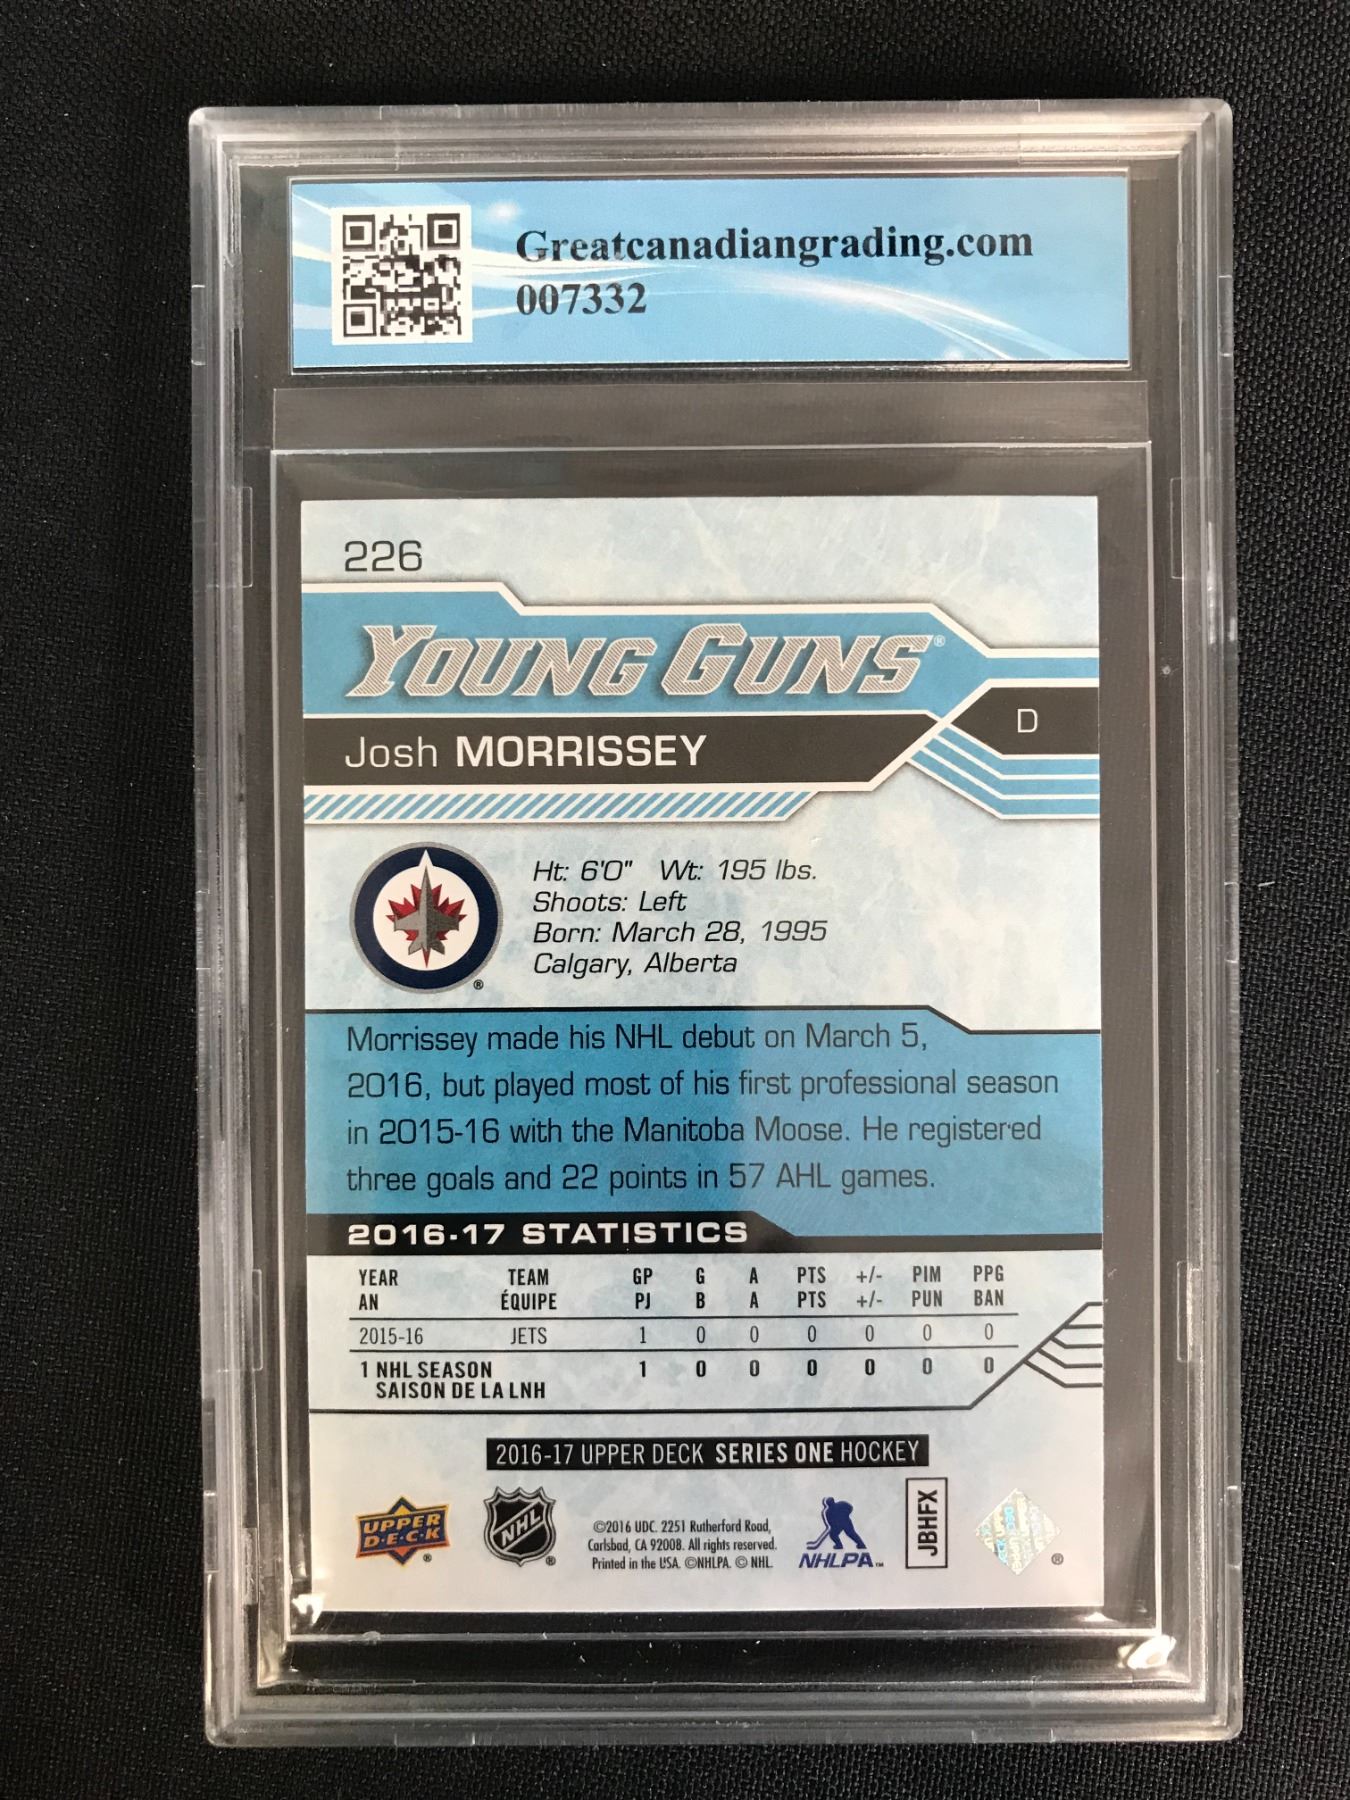 Greatcanadiangrading.com
007332
226
YOUNG GUNS®
D
Josh MORRISSEY
Ht: 6'0" Wt: 195 lbs.
Shoots: Left
Born: March 28, 1995
Calgary, Alberta
®
Morrissey made his NHL debut on March 5,
2016, but played most of his first professional season
in 2015-16 with the Manitoba Moose. He registered
three goals and 22 points in 57 AHL games.
2016-17 STATISTICS
YEAR TEAM GP G A PTS +/- PIM PPG
AN ÉQUIPE PJ B A PTS +/- PUN BAN
2015-16 JETS 1 0 0 0 0 0 0
1 NHL SEASON 1 0 0 0 0 0 0
SAISON DE LA LNH
2016-17 UPPER DECK SERIES ONE HOCKEY
UPPER
D·E·C·K
®
NHL
®
©2016 UDC. 2251 Rutherford Road,
Carlsbad, CA 92008. All rights reserved.
Printed in the USA. ©NHLPA. © NHL.
NHLPA™
JBHFX
®